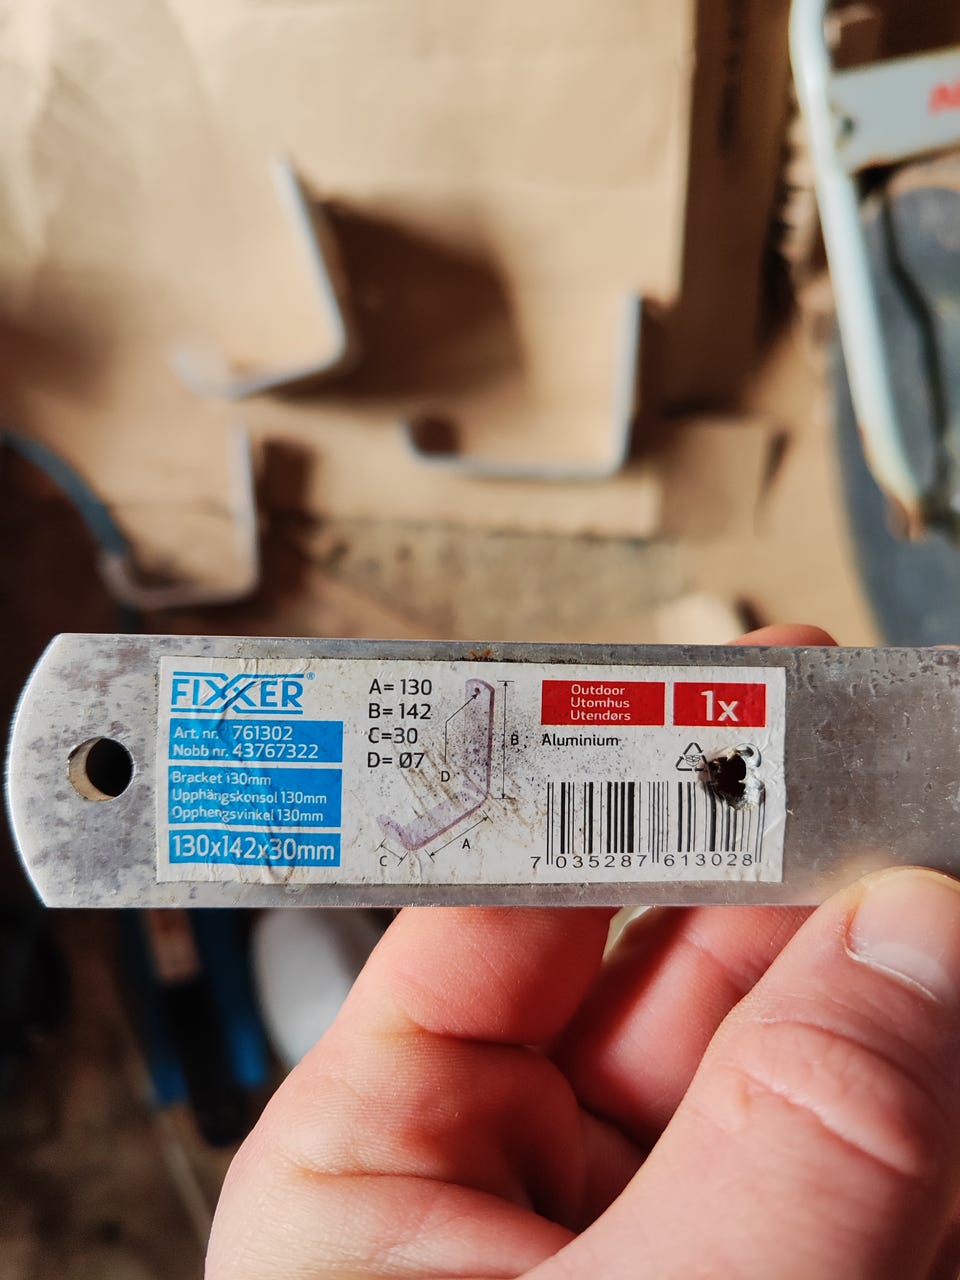 FIXXER®
Art. nr. 761302
Nobb nr. 43767322
Bracket 130mm
Upphängskonsol 130mm
Opphengsvinkel 130mm
130x142x30mm
A= 130
B= 142
C=30
D= Ø7
D
B
A
C
Outdoor
Utomhus
Utendørs
1x
Aluminium
7 035287 613028